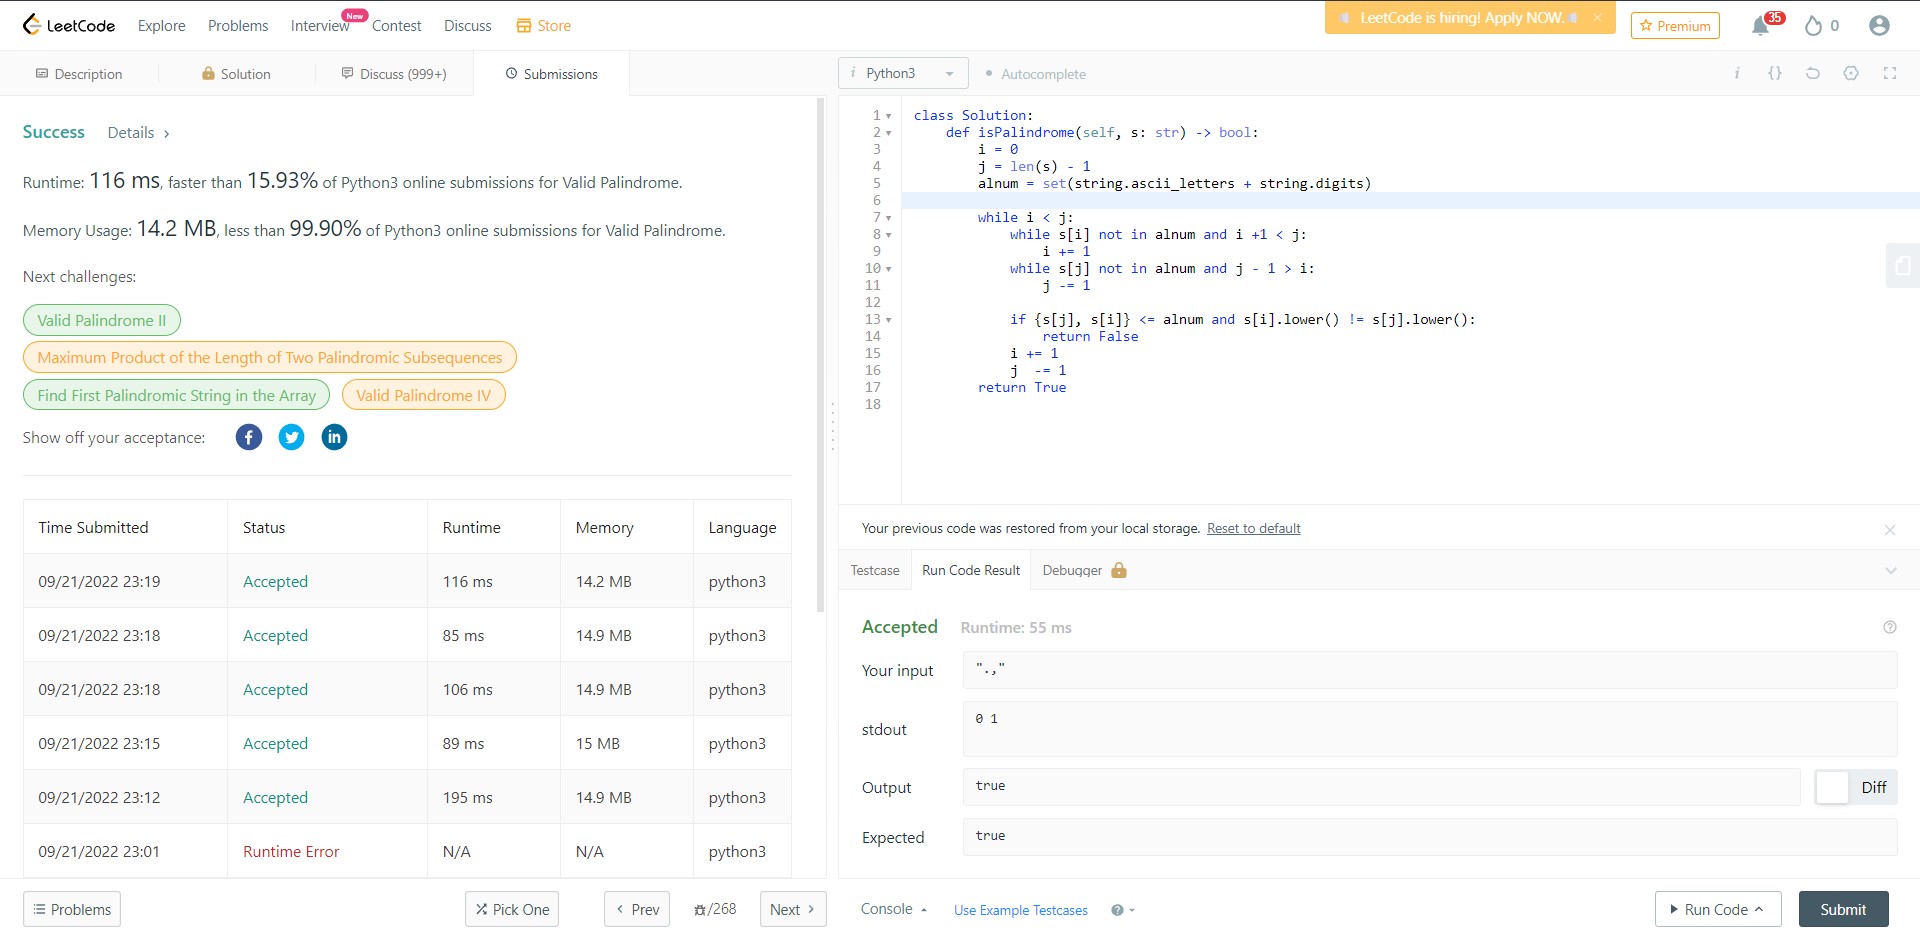 LeetCode Explore Problems Interview New Contest Discuss Store LeetCode is hiring! Apply NOW. Premium 35 0
Description Solution Discuss (999+) Submissions
Success Details >
Runtime: 116 ms, faster than 15.93% of Python3 online submissions for Valid Palindrome.
Memory Usage: 14.2 MB, less than 99.90% of Python3 online submissions for Valid Palindrome.
Next challenges:
Valid Palindrome II
Maximum Product of the Length of Two Palindromic Subsequences
Find First Palindromic String in the Array Valid Palindrome IV
Show off your acceptance:
Time Submitted Status Runtime Memory Language
09/21/2022 23:19 Accepted 116 ms 14.2 MB python3
09/21/2022 23:18 Accepted 85 ms 14.9 MB python3
09/21/2022 23:18 Accepted 106 ms 14.9 MB python3
09/21/2022 23:15 Accepted 89 ms 15 MB python3
09/21/2022 23:12 Accepted 195 ms 14.9 MB python3
09/21/2022 23:01 Runtime Error N/A N/A python3
Problems Pick One < Prev /268 Next >
i Python3 Autocomplete i {}
1 class Solution:
2     def isPalindrome(self, s: str) -> bool:
3         i = 0
4         j = len(s) - 1
5         alnum = set(string.ascii_letters + string.digits)
6
7         while i < j:
8             while s[i] not in alnum and i +1 < j:
9                 i += 1
10             while s[j] not in alnum and j - 1 > i:
11                 j -= 1
12
13             if {s[j], s[i]} <= alnum and s[i].lower() != s[j].lower():
14                 return False
15             i += 1
16             j  -= 1
17         return True
18
Your previous code was restored from your local storage. Reset to default
Testcase Run Code Result Debugger
Accepted Runtime: 55 ms
Your input ".,"
stdout 0 1
Output true Diff
Expected true
Console Use Example Testcases Run Code Submit